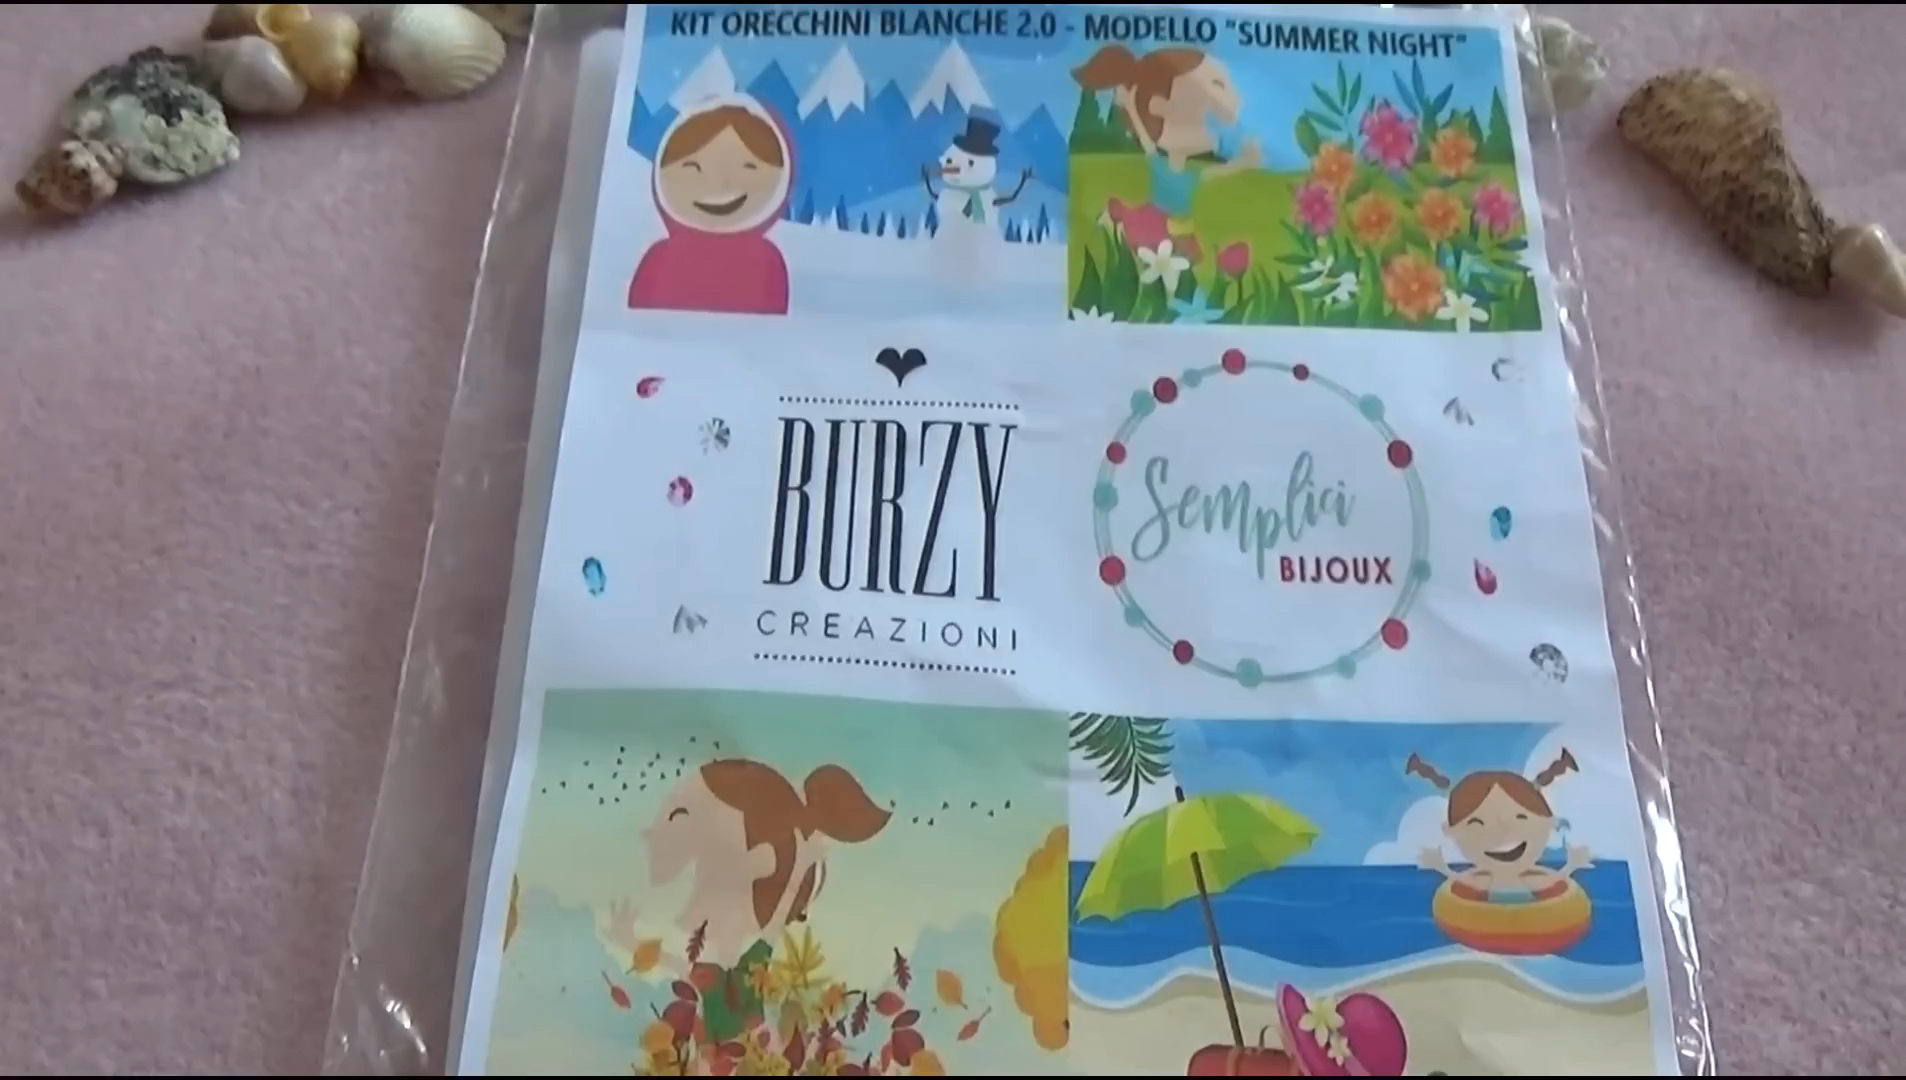 KIT ORECCHINI BLANCHE 2.0 - MODELLO "SUMMER NIGHT"
BURZY
CREAZIONI
Semplici
BIJOUX